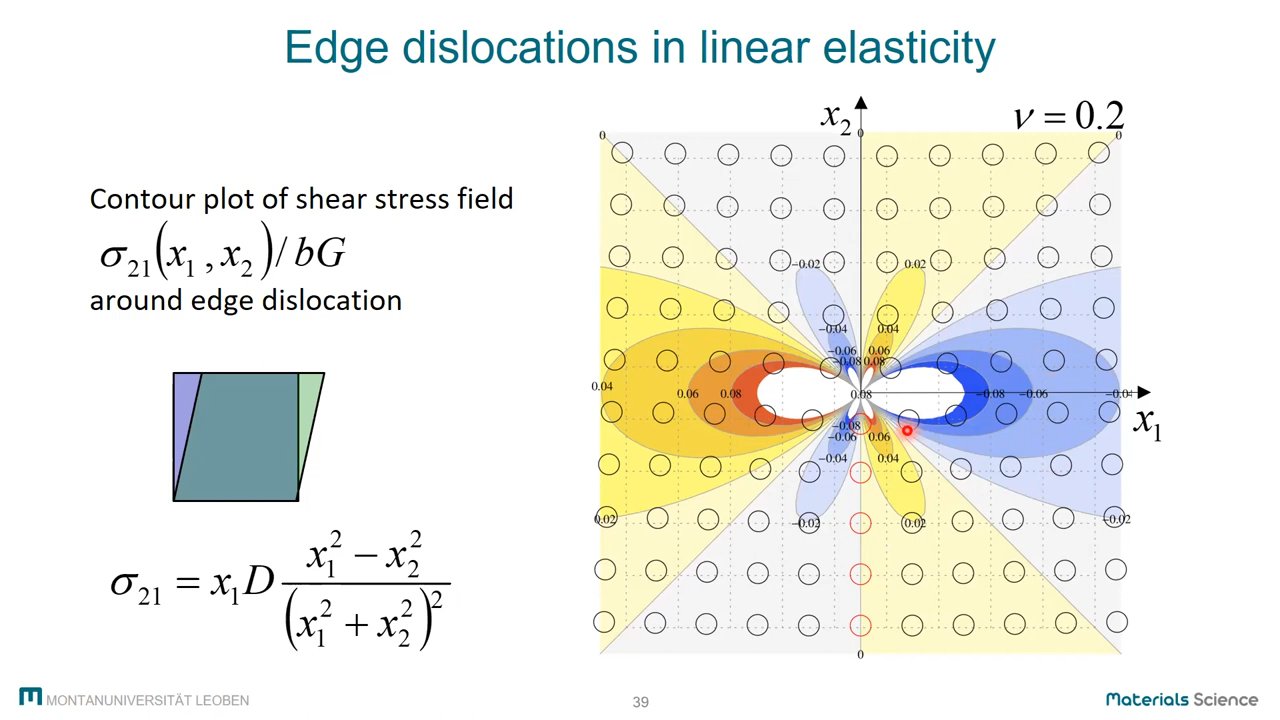 Edge dislocations in linear elasticity
x₂
ν = 0.2
Contour plot of shear stress field
σ₂₁(x₁, x₂)/bG
around edge dislocation
0 0 0
−0.02 0.02
−0.04 0.04
−0.06 0.06
−0.08 0.08
0.04 0.06 0.08 0.08 −0.08 −0.06 −0.04
x₁
−0.08
−0.06 0.06
−0.04 0.04
0.02 −0.02 0.02 −0.02
σ₂₁ = x₁D (x₁² − x₂²)/(x₁² + x₂²)²
0
MONTANUNIVERSITÄT LEOBEN
39
Materials Science